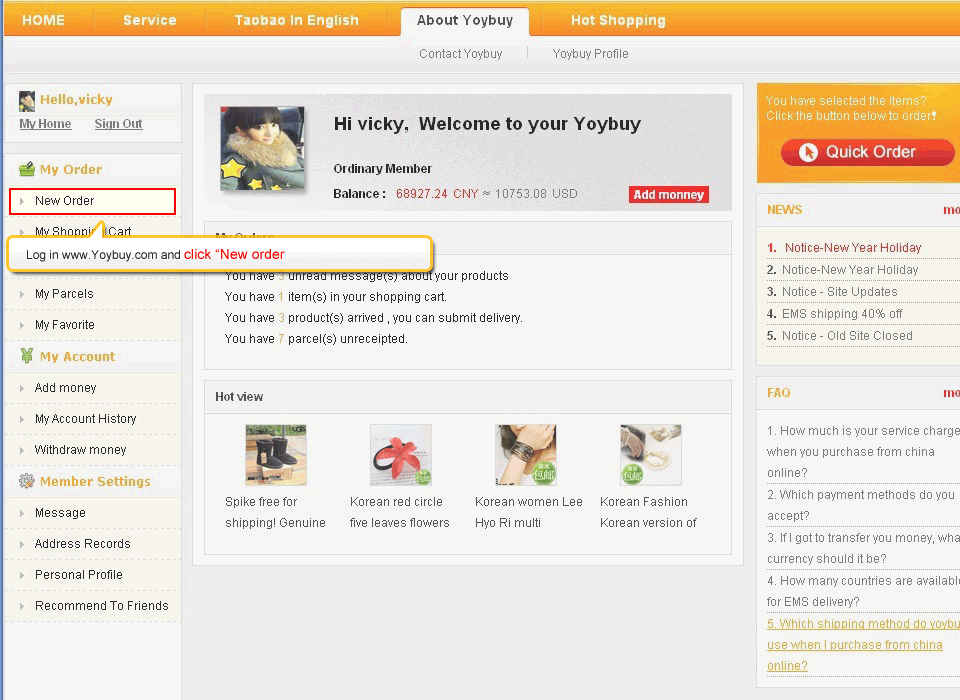 HOME Service Taobao In English About Yoybuy Hot Shopping
Contact Yoybuy Yoybuy Profile
Hello,vicky
My Home Sign Out
My Order
New Order
My Shopping Cart
Log in www.Yoybuy.com and click “New order
My Parcels
My Favorite
My Account
Add money
My Account History
Withdraw money
Member Settings
Message
Address Records
Personal Profile
Recommend To Friends
Hi vicky, Welcome to your Yoybuy
Ordinary Member
Balance : 68927.24 CNY ≈ 10753.08 USD Add monney
My Orders
You have 3 unread message(s) about your products
You have 1 item(s) in your shopping cart.
You have 3 product(s) arrived , you can submit delivery.
You have 7 parcel(s) unreceipted.
Hot view
Spike free for
shipping! Genuine
Korean red circle
five leaves flowers
Korean women Lee
Hyo Ri multi
Korean Fashion
Korean version of
You have selected the items?
Click the button below to order!
Quick Order
NEWS mo
1. Notice-New Year Holiday
2. Notice-New Year Holiday
3. Notice - Site Updates
4. EMS shipping 40% off
5. Notice - Old Site Closed
FAQ mo
1. How much is your service charge
when you purchase from china
online?
2. Which payment methods do you
accept?
3. If I got to transfer you money, wha
currency should it be?
4. How many countries are available
for EMS delivery?
5. Which shipping method do yoybu
use when I purchase from china
online?